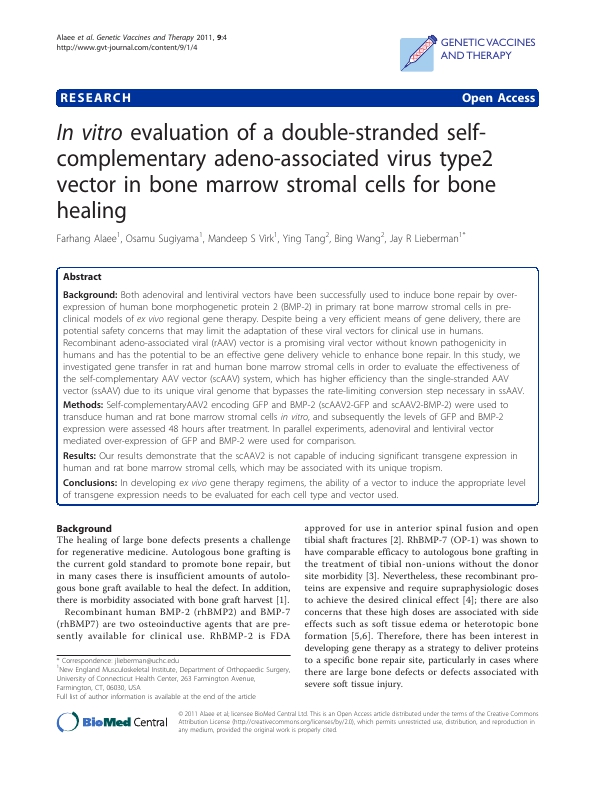 Alaee et al. Genetic Vaccines and Therapy 2011, 9:4
http://www.gvt-journal.com/content/9/1/4
GENETIC VACCINES
AND THERAPY
RESEARCH
Open Access
In vitro evaluation of a double-stranded self-
complementary adeno-associated virus type2
vector in bone marrow stromal cells for bone
healing
Farhang Alaee1, Osamu Sugiyama1, Mandeep S Virk1, Ying Tang2, Bing Wang2, Jay R Lieberman1*
Abstract
Background: Both adenoviral and lentiviral vectors have been successfully used to induce bone repair by over-
expression of human bone morphogenetic protein 2 (BMP-2) in primary rat bone marrow stromal cells in pre-
clinical models of ex vivo regional gene therapy. Despite being a very efficient means of gene delivery, there are
potential safety concerns that may limit the adaptation of these viral vectors for clinical use in humans.
Recombinant adeno-associated viral (rAAV) vector is a promising viral vector without known pathogenicity in
humans and has the potential to be an effective gene delivery vehicle to enhance bone repair. In this study, we
investigated gene transfer in rat and human bone marrow stromal cells in order to evaluate the effectiveness of
the self-complementary AAV vector (scAAV) system, which has higher efficiency than the single-stranded AAV
vector (ssAAV) due to its unique viral genome that bypasses the rate-limiting conversion step necessary in ssAAV.
Methods: Self-complementaryAAV2 encoding GFP and BMP-2 (scAAV2-GFP and scAAV2-BMP-2) were used to
transduce human and rat bone marrow stromal cells in vitro, and subsequently the levels of GFP and BMP-2
expression were assessed 48 hours after treatment. In parallel experiments, adenoviral and lentiviral vector
mediated over-expression of GFP and BMP-2 were used for comparison.
Results: Our results demonstrate that the scAAV2 is not capable of inducing significant transgene expression in
human and rat bone marrow stromal cells, which may be associated with its unique tropism.
Conclusions: In developing ex vivo gene therapy regimens, the ability of a vector to induce the appropriate level
of transgene expression needs to be evaluated for each cell type and vector used.
Background
The healing of large bone defects presents a challenge
for regenerative medicine. Autologous bone grafting is
the current gold standard to promote bone repair, but
in many cases there is insufficient amounts of autolo-
gous bone graft available to heal the defect. In addition,
there is morbidity associated with bone graft harvest [1].
Recombinant human BMP-2 (rhBMP2) and BMP-7
(rhBMP7) are two osteoinductive agents that are pre-
sently available for clinical use. RhBMP-2 is FDA
approved for use in anterior spinal fusion and open
tibial shaft fractures [2]. RhBMP-7 (OP-1) was shown to
have comparable efficacy to autologous bone grafting in
the treatment of tibial non-unions without the donor
site morbidity [3]. Nevertheless, these recombinant pro-
teins are expensive and require supraphysiologic doses
to achieve the desired clinical effect [4]; there are also
concerns that these high doses are associated with side
effects such as soft tissue edema or heterotopic bone
formation [5,6]. Therefore, there has been interest in
developing gene therapy as a strategy to deliver proteins
to a specific bone repair site, particularly in cases where
there are large bone defects or defects associated with
severe soft tissue injury.
* Correspondence: jlieberman@uchc.edu
1New England Musculoskeletal Institute, Department of Orthopaedic Surgery,
University of Connecticut Health Center, 263 Farmington Avenue,
Farmington, CT, 06030, USA
Full list of author information is available at the end of the article
BioMed Central
© 2011 Alaee et al; licensee BioMed Central Ltd. This is an Open Access article distributed under the terms of the Creative Commons
Attribution License (http://creativecommons.org/licenses/by/2.0), which permits unrestricted use, distribution, and reproduction in
any medium, provided the original work is properly cited.